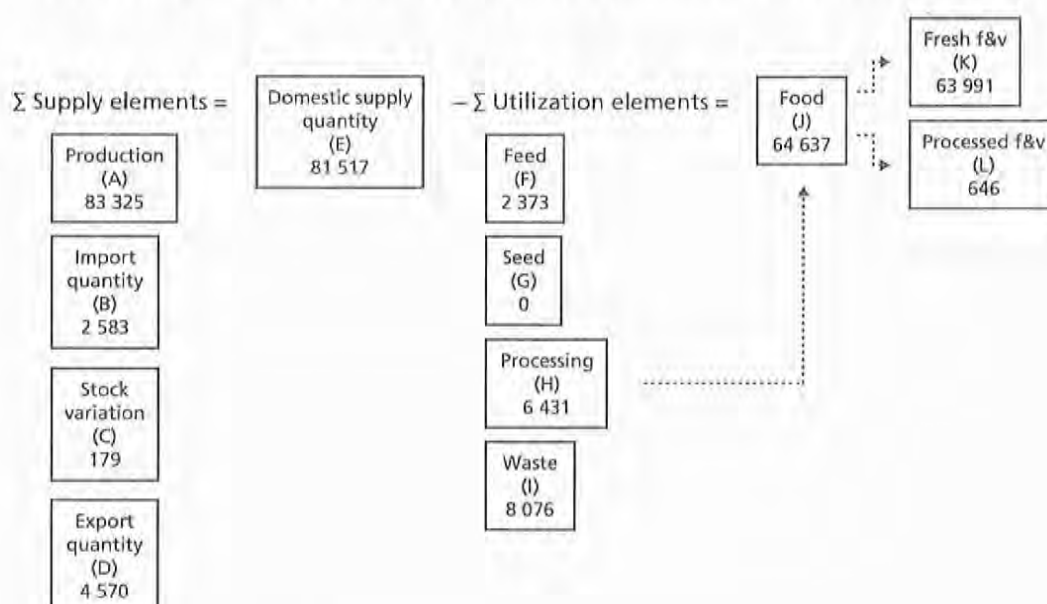 Σ Supply elements =
Production
(A)
83 325
Import
quantity
(B)
2 583
Stock
variation
(C)
179
Export
quantity
(D)
4 570
Domestic supply
quantity
(E)
81 517
– Σ Utilization elements =
Feed
(F)
2 373
Seed
(G)
0
Processing
(H)
6 431
Waste
(I)
8 076
Food
(J)
64 637
Fresh f&v
(K)
63 991
Processed f&v
(L)
646